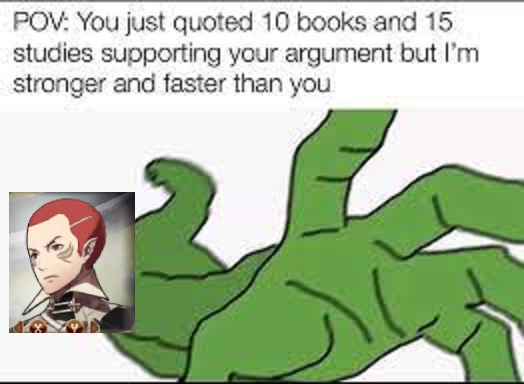 POV: You just quoted 10 books and 15
studies supporting your argument but I'm
stronger and faster than you
X Y